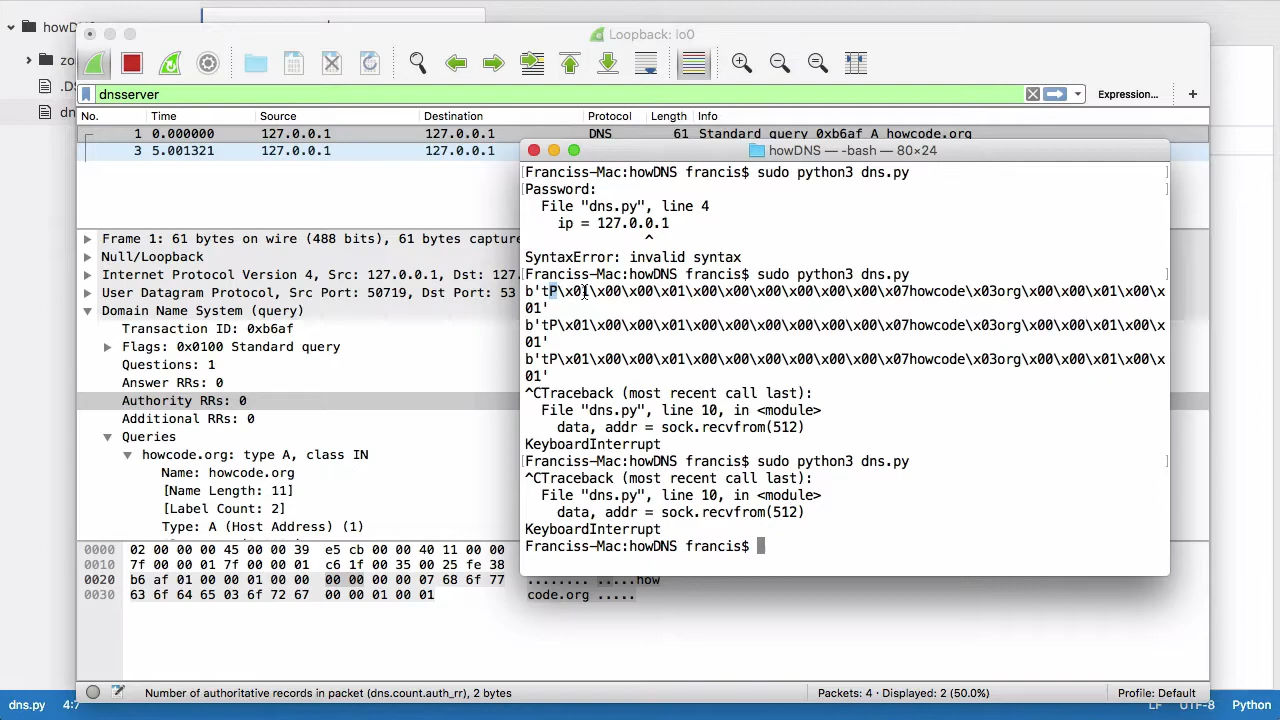 howDN
zo
.DS
dn
Loopback: lo0
dnsserver
Expression...
+
No. Time Source Destination Protocol Length Info
1 0.000000 127.0.0.1 127.0.0.1 DNS 61 Standard query 0xb6af A howcode.org
3 5.001321 127.0.0.1 127.0.0.1
Frame 1: 61 bytes on wire (488 bits), 61 bytes capture
Null/Loopback
Internet Protocol Version 4, Src: 127.0.0.1, Dst: 127.
User Datagram Protocol, Src Port: 50719, Dst Port: 53
Domain Name System (query)
Transaction ID: 0xb6af
Flags: 0x0100 Standard query
Questions: 1
Answer RRs: 0
Authority RRs: 0
Additional RRs: 0
Queries
howcode.org: type A, class IN
Name: howcode.org
[Name Length: 11]
[Label Count: 2]
Type: A (Host Address) (1)
howDNS — -bash — 80×24
Franciss-Mac:howDNS francis$ sudo python3 dns.py
Password:
File "dns.py", line 4
ip = 127.0.0.1
^
SyntaxError: invalid syntax
Franciss-Mac:howDNS francis$ sudo python3 dns.py
b'tP\x01\x00\x00\x01\x00\x00\x00\x00\x00\x00\x07howcode\x03org\x00\x00\x01\x00\x
01'
b'tP\x01\x00\x00\x01\x00\x00\x00\x00\x00\x00\x07howcode\x03org\x00\x00\x01\x00\x
01'
b'tP\x01\x00\x00\x01\x00\x00\x00\x00\x00\x00\x07howcode\x03org\x00\x00\x01\x00\x
01'
^CTraceback (most recent call last):
File "dns.py", line 10, in <module>
data, addr = sock.recvfrom(512)
KeyboardInterrupt
Franciss-Mac:howDNS francis$ sudo python3 dns.py
^CTraceback (most recent call last):
File "dns.py", line 10, in <module>
data, addr = sock.recvfrom(512)
KeyboardInterrupt
Franciss-Mac:howDNS francis$
0000 02 00 00 00 45 00 00 39 e5 cb 00 00 40 11 00 00
0010 7f 00 00 01 7f 00 00 01 c6 1f 00 35 00 25 fe 38
0020 b6 af 01 00 00 01 00 00 00 00 00 00 07 68 6f 77 ........ .....how
0030 63 6f 64 65 03 6f 72 67 00 00 01 00 01 code.org .....
Number of authoritative records in packet (dns.count.auth_rr), 2 bytes
Packets: 4 · Displayed: 2 (50.0%)
Profile: Default
dns.py 4:7
LF UTF-8 Python